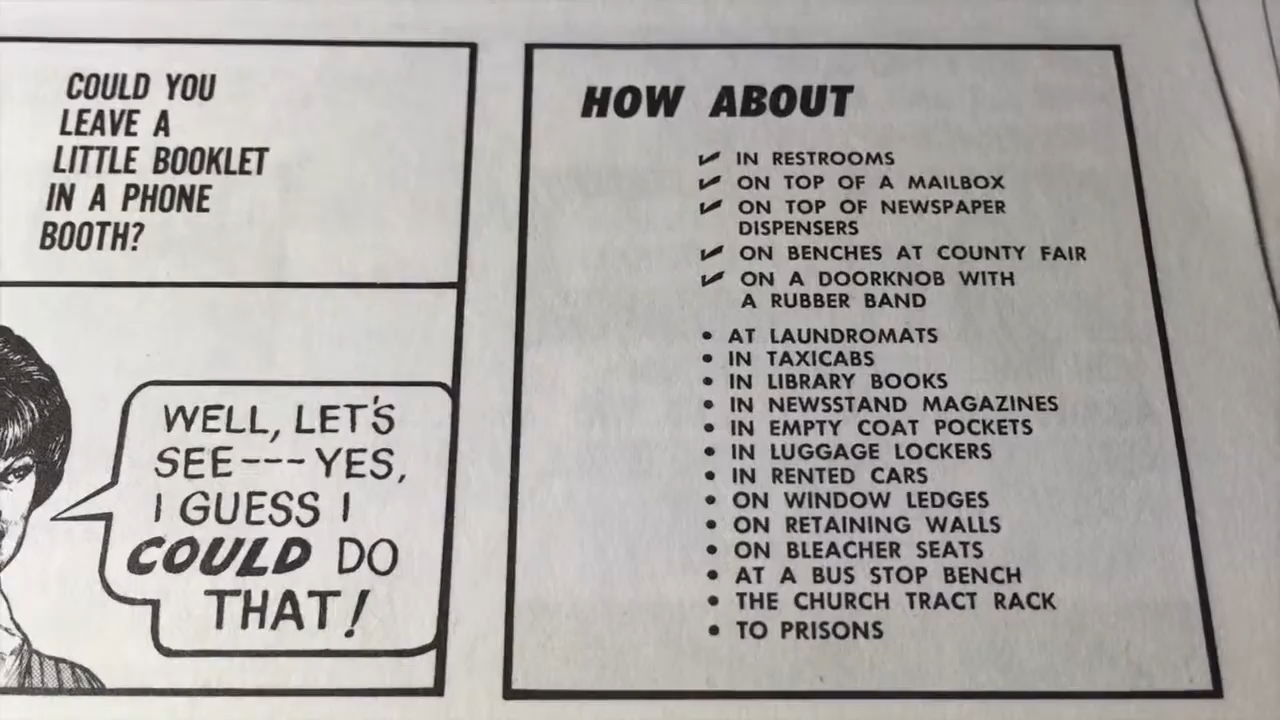 COULD YOU
LEAVE A
LITTLE BOOKLET
IN A PHONE
BOOTH?
WELL, LET'S
SEE---YES,
I GUESS I
COULD DO
THAT!
HOW ABOUT
IN RESTROOMS
ON TOP OF A MAILBOX
ON TOP OF NEWSPAPER
DISPENSERS
ON BENCHES AT COUNTY FAIR
ON A DOORKNOB WITH
A RUBBER BAND
• AT LAUNDROMATS
• IN TAXICABS
• IN LIBRARY BOOKS
• IN NEWSSTAND MAGAZINES
• IN EMPTY COAT POCKETS
• IN LUGGAGE LOCKERS
• IN RENTED CARS
• ON WINDOW LEDGES
• ON RETAINING WALLS
• ON BLEACHER SEATS
• AT A BUS STOP BENCH
• THE CHURCH TRACT RACK
• TO PRISONS